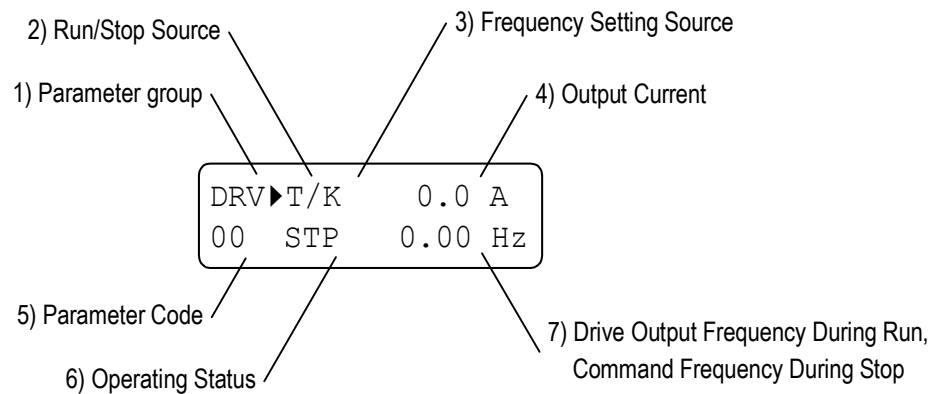 2) Run/Stop Source
3) Frequency Setting Source
1) Parameter group
4) Output Current
DRV▶T/K 0.0 A
00 STP 0.00 Hz
5) Parameter Code
7) Drive Output Frequency During Run,
Command Frequency During Stop
6) Operating Status